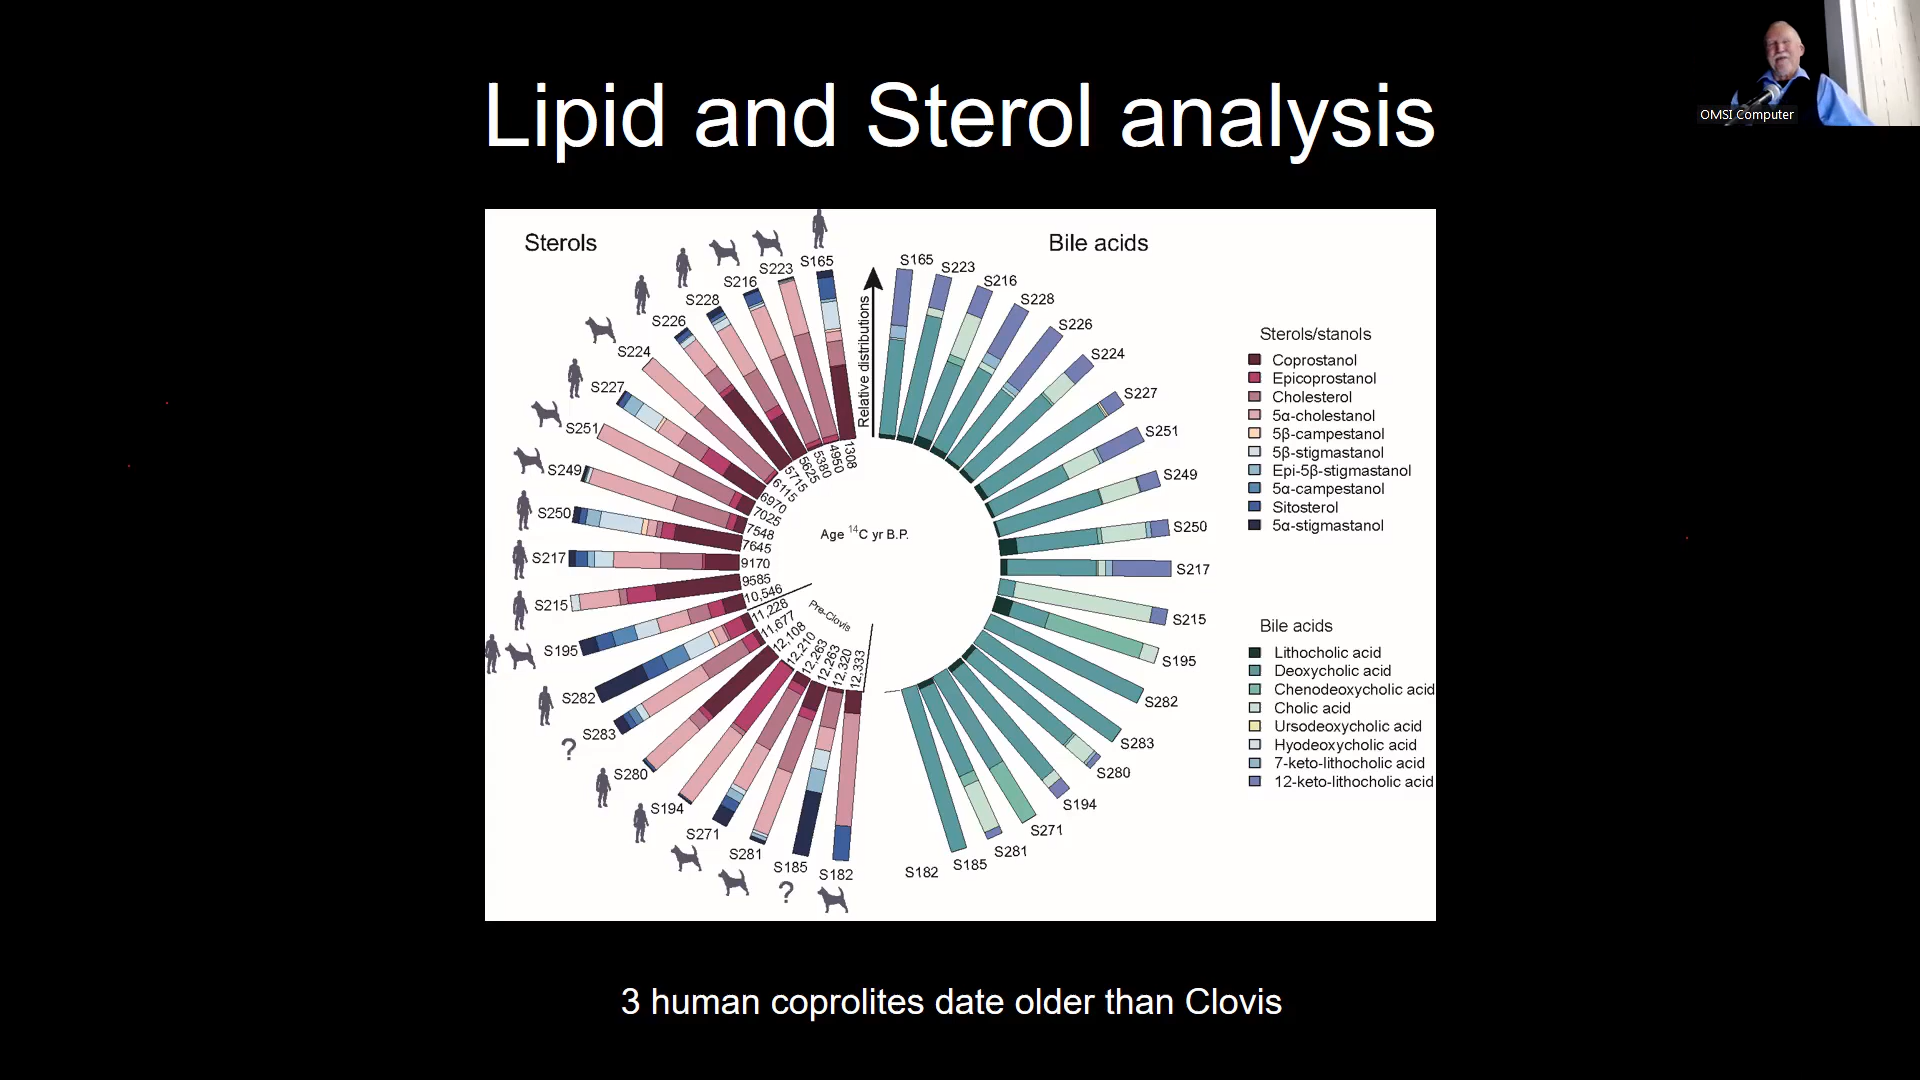 Lipid and Sterol analysis
OMSI Computer
Sterols
Bile acids
S165
S223
S216
S228
S226
S224
S227
S251
S249
S250
S217
S215
S195
S282
?
S283
S280
S194
S271
S281
S185
?
S182
Relative distributions
1308
4950
5380
5625
5715
6115
6970
7025
7548
7645
9170
9585
10,546
11,228
11,677
12,108
12,210
12,263
12,263
12,320
12,333
Age 14C yr B.P.
Pre-Clovis
S165
S223
S216
S228
S226
S224
S227
S251
S249
S250
S217
S215
S195
S282
S283
S280
S194
S271
S281
S185
S182
Sterols/stanols
Coprostanol
Epicoprostanol
Cholesterol
5α-cholestanol
5β-campestanol
5β-stigmastanol
Epi-5β-stigmastanol
5α-campestanol
Sitosterol
5α-stigmastanol
Bile acids
Lithocholic acid
Deoxycholic acid
Chenodeoxycholic acid
Cholic acid
Ursodeoxycholic acid
Hyodeoxycholic acid
7-keto-lithocholic acid
12-keto-lithocholic acid
3 human coprolites date older than Clovis